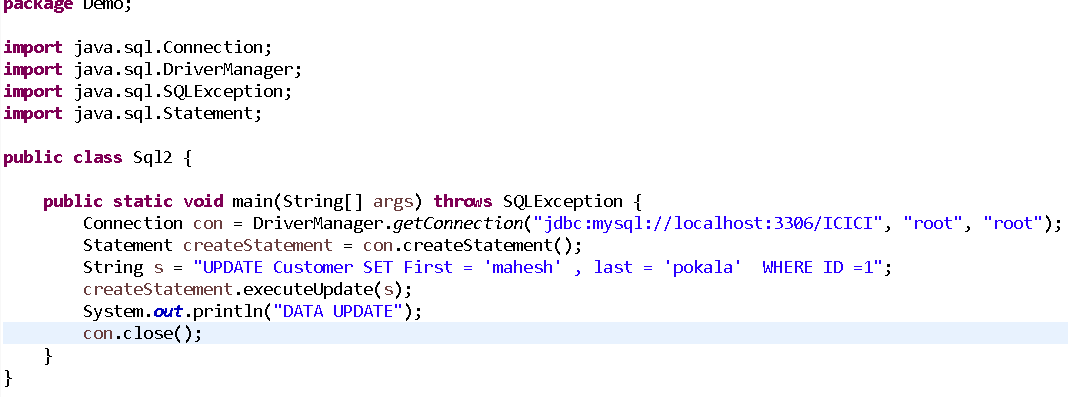 package Demo;
import java.sql.Connection;
import java.sql.DriverManager;
import java.sql.SQLException;
import java.sql.Statement;
public class Sql2 {
public static void main(String[] args) throws SQLException {
Connection con = DriverManager.getConnection("jdbc:mysql://localhost:3306/ICICI", "root", "root");
Statement createStatement = con.createStatement();
String s = "UPDATE Customer SET First = 'mahesh' , last = 'pokala'  WHERE ID =1";
createStatement.executeUpdate(s);
System.out.println("DATA UPDATE");
con.close();
}
}